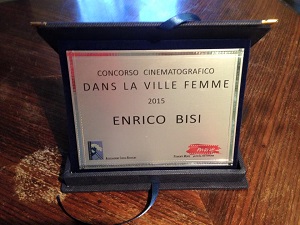 CONCORSO CINEMATOGRAFICO
DANS LA VILLE FEMME
2015
ENRICO BISI